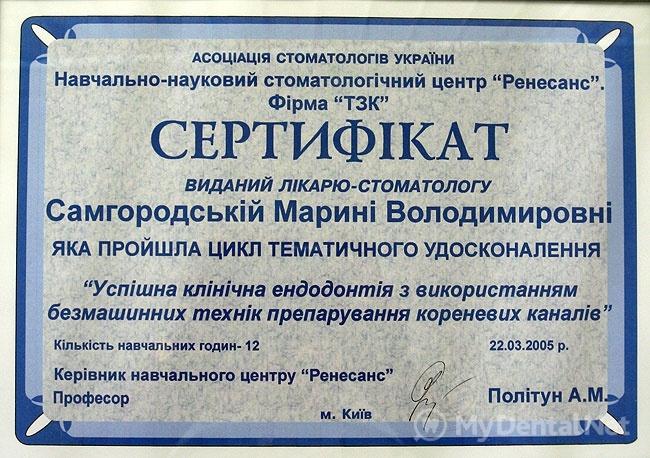 АСОЦІАЦІЯ СТОМАТОЛОГІВ УКРАЇНИ
Навчально-науковий стоматологічний центр “Ренесанс”.
Фірма “ТЗК”
СЕРТИФІКАТ
ВИДАНИЙ ЛІКАРЮ-СТОМАТОЛОГУ
Самгородській Марині Володимировні
ЯКА ПРОЙШЛА ЦИКЛ ТЕМАТИЧНОГО УДОСКОНАЛЕННЯ
“Успішна клінічна ендодонтія з використанням
безмашинних технік препарування кореневих каналів”
Кількість навчальних годин- 12 22.03.2005 р.
Керівник навчального центру “Ренесанс”
Професор Політун А.М.
м. Київ
MyDental.Net